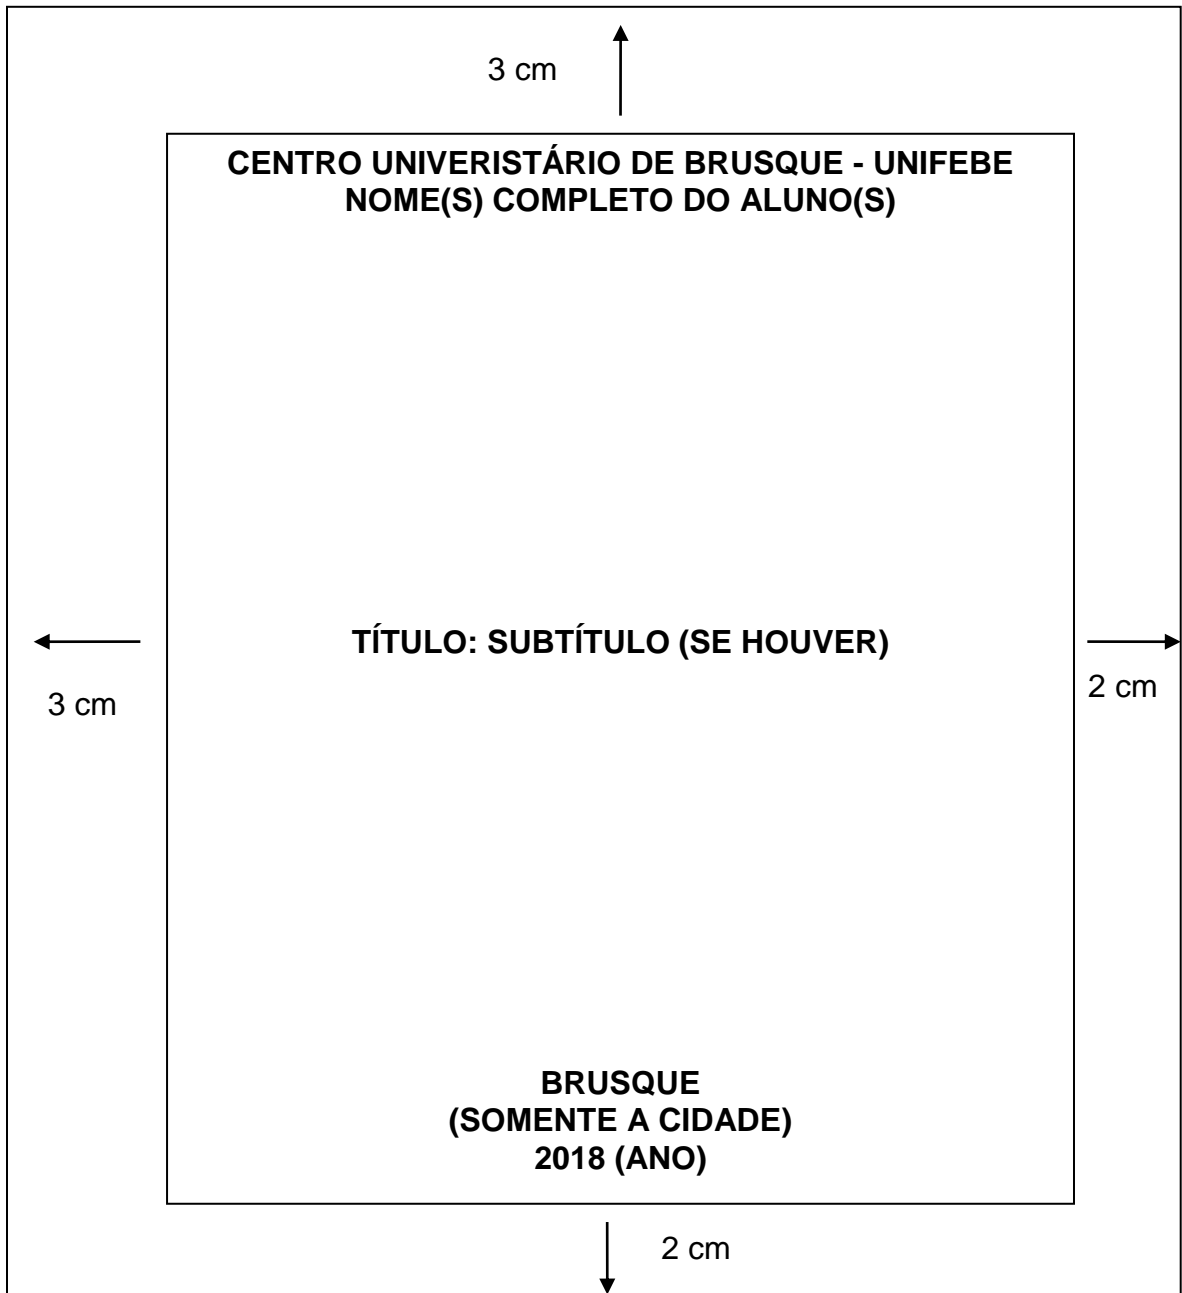 3 cm
CENTRO UNIVERISTÁRIO DE BRUSQUE - UNIFEBE
NOME(S) COMPLETO DO ALUNO(S)
TÍTULO: SUBTÍTULO (SE HOUVER)
3 cm
2 cm
BRUSQUE
(SOMENTE A CIDADE)
2018 (ANO)
2 cm